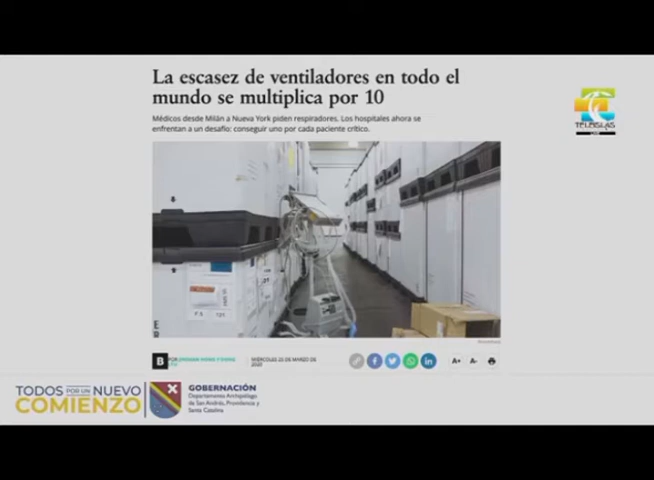 La escasez de ventiladores en todo el
mundo se multiplica por 10
Médicos desde Milán a Nueva York piden respiradores. Los hospitales ahora se
enfrentan a un desafío: conseguir uno por cada paciente crítico.
TELEISLAS
B
POR
MIÉRCOLES 25 DE MARZO DE
2020
A+ A-
TODOS POR UN NUEVO
COMIENZO
GOBERNACIÓN
Departamento Archipiélago
de San Andrés, Providencia y
Santa Catalina